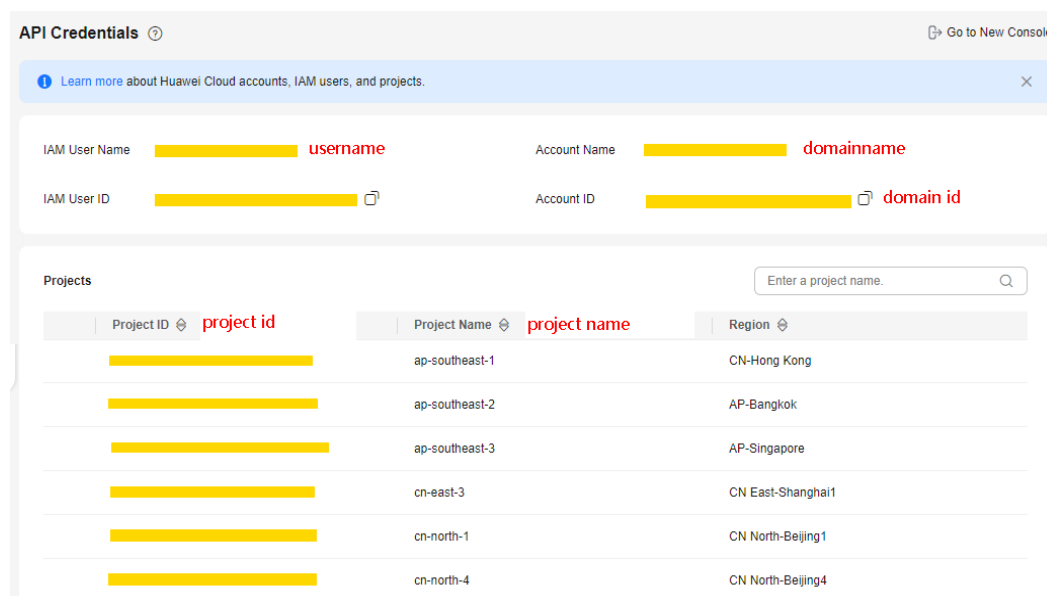 API Credentials ?
Go to New Consol
Learn more about Huawei Cloud accounts, IAM users, and projects.
IAM User Name username Account Name domainname
IAM User ID Account ID domain id
Projects
Enter a project name.
Project ID project id Project Name project name Region
ap-southeast-1 CN-Hong Kong
ap-southeast-2 AP-Bangkok
ap-southeast-3 AP-Singapore
cn-east-3 CN East-Shanghai1
cn-north-1 CN North-Beijing1
cn-north-4 CN North-Beijing4